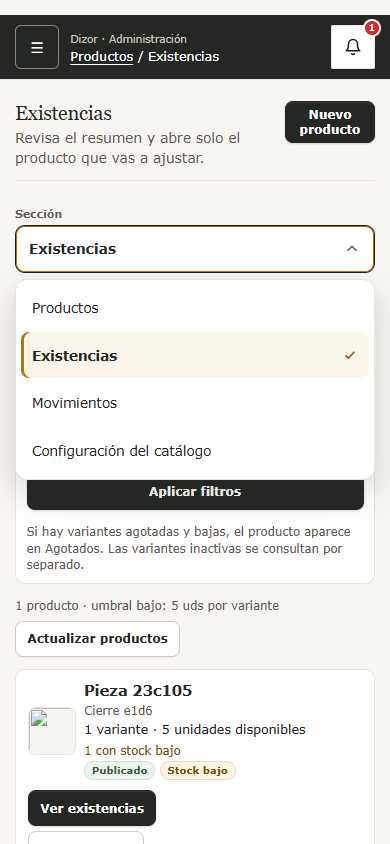 Dizor · Administración
Productos / Existencias
1
Existencias
Revisa el resumen y abre solo el
producto que vas a ajustar.
Nuevo
producto
Sección
Existencias
Productos
Existencias
Movimientos
Configuración del catálogo
Aplicar filtros
Si hay variantes agotadas y bajas, el producto aparece
en Agotados. Las variantes inactivas se consultan por
separado.
1 producto · umbral bajo: 5 uds por variante
Actualizar productos
Pieza 23c105
Cierre e1d6
1 variante · 5 unidades disponibles
1 con stock bajo
Publicado
Stock bajo
Ver existencias